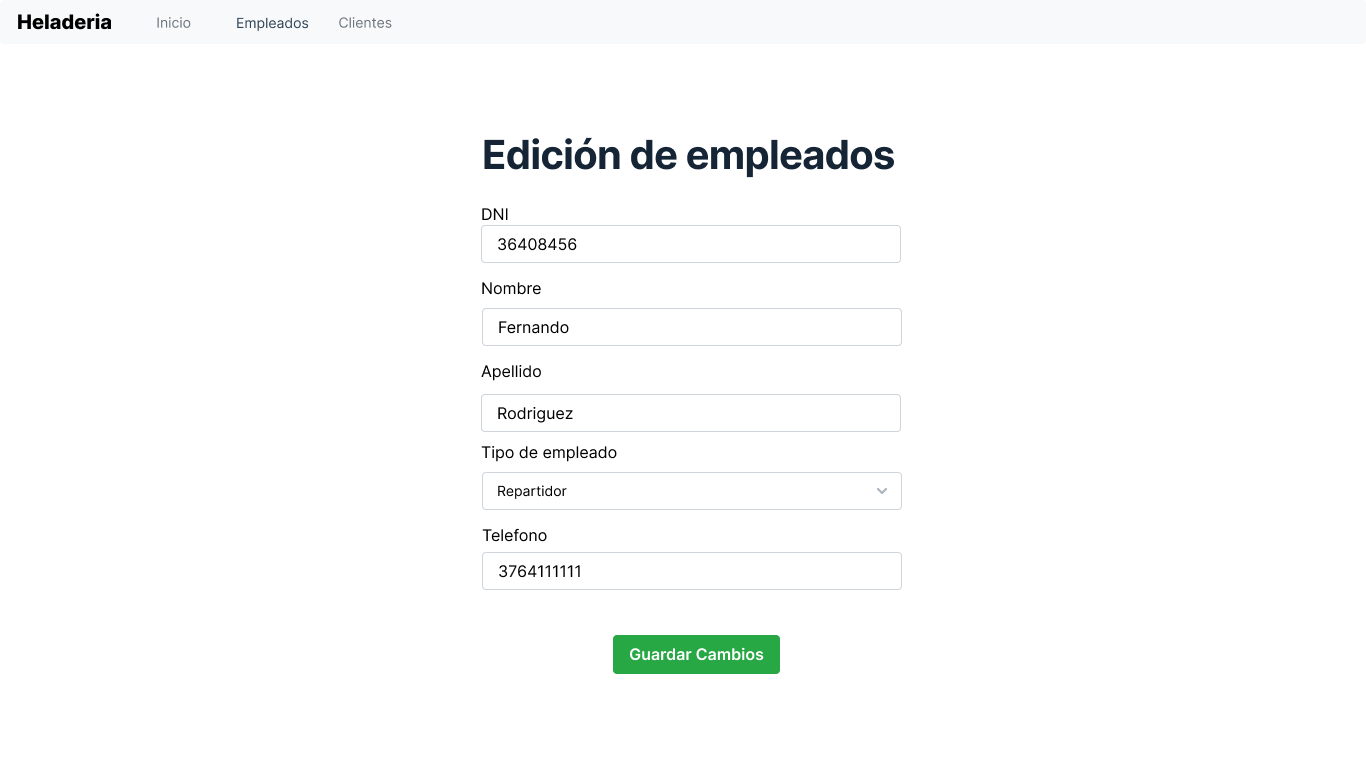 Heladeria Inicio Empleados Clientes
Edición de empleados
DNI
36408456
Nombre
Fernando
Apellido
Rodriguez
Tipo de empleado
Repartidor
Telefono
3764111111
Guardar Cambios